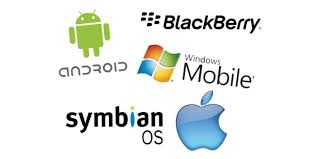 BlackBerry
ANDROID
Windows
Mobile
symbian
OS